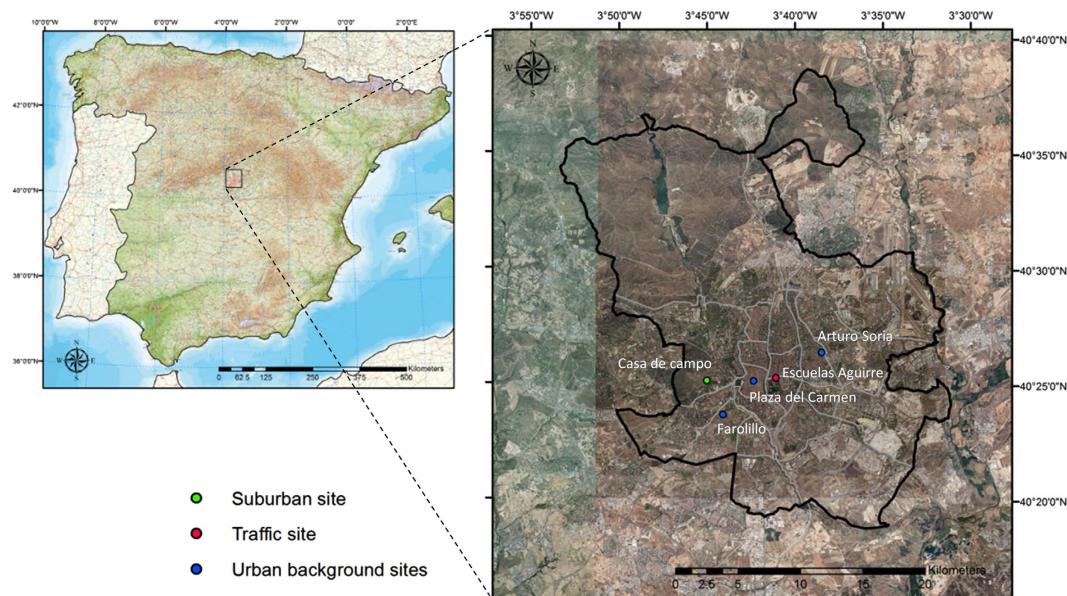 10°0'0"W 8°0'0"W 6°0'0"W 4°0'0"W 2°0'0"W 0°0'0" 2°0'0"E
42°0'0"N
40°0'0"N
38°0'0"N
36°0'0"N
N
W E
S
0 62.5 125 250 375 500
Kilometers
3°55'0"W 3°50'0"W 3°45'0"W 3°40'0"W 3°35'0"W 3°30'0"W
40°40'0"N
40°35'0"N
40°30'0"N
40°25'0"N
40°20'0"N
N
W E
S
Arturo Soria
Casa de campo
Escuelas Aguirre
Plaza del Carmen
Farolillo
Kilometers
0 2.5 5 10 15 20
Suburban site
Traffic site
Urban background sites